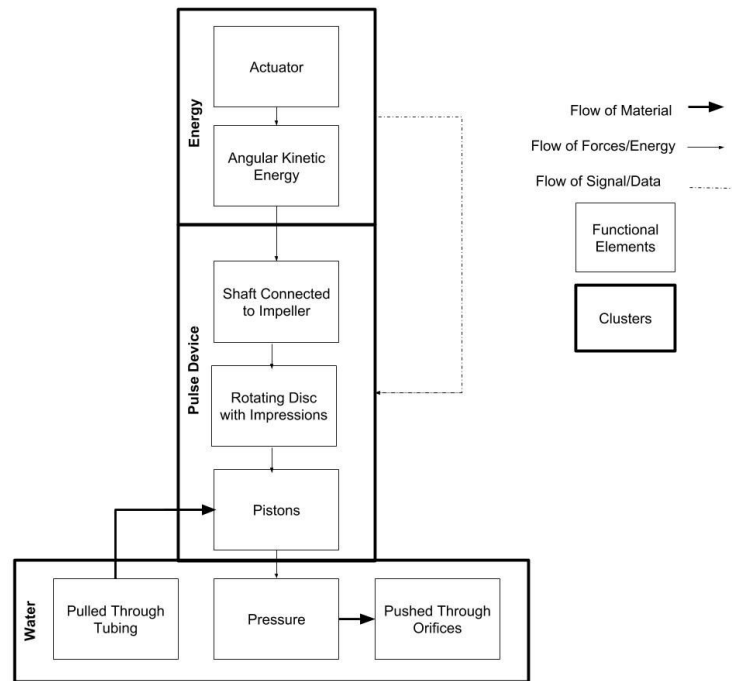 Energy
Actuator
Angular Kinetic
Energy
Pulse Device
Shaft Connected
to Impeller
Rotating Disc
with Impressions
Pistons
Water
Pulled Through
Tubing
Pressure
Pushed Through
Orifices
Flow of Material
Flow of Forces/Energy
Flow of Signal/Data
Functional
Elements
Clusters